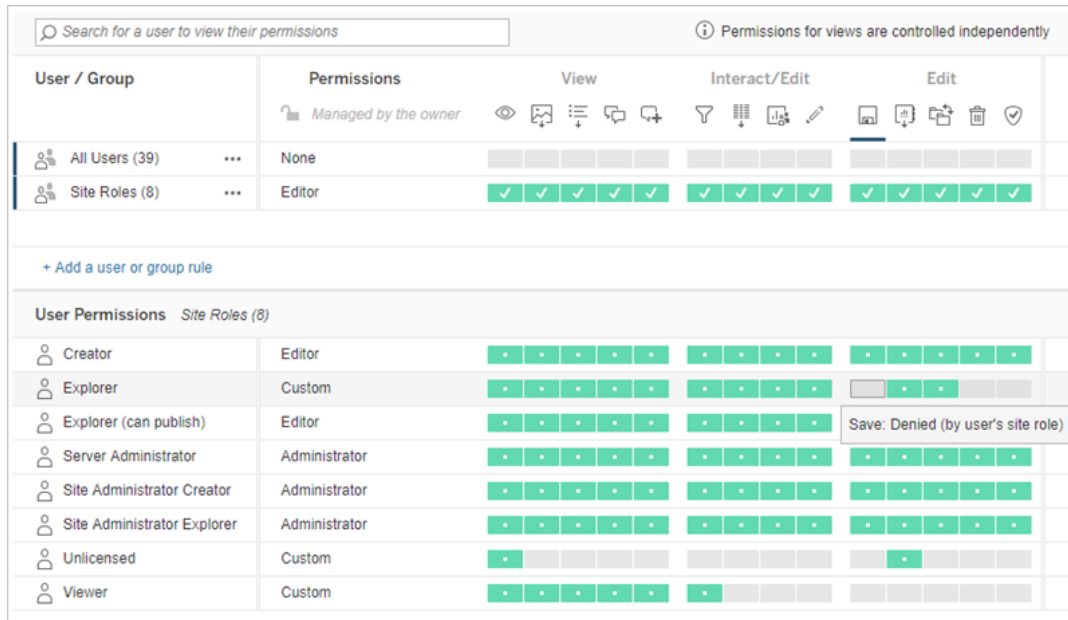 Search for a user to view their permissions
Permissions for views are controlled independently
User / Group Permissions View Interact/Edit Edit
Managed by the owner
All Users (39) ... None
Site Roles (8) ... Editor
+ Add a user or group rule
User Permissions Site Roles (8)
Creator Editor
Explorer Custom
Explorer (can publish) Editor
Save: Denied (by user's site role)
Server Administrator Administrator
Site Administrator Creator Administrator
Site Administrator Explorer Administrator
Unlicensed Custom
Viewer Custom